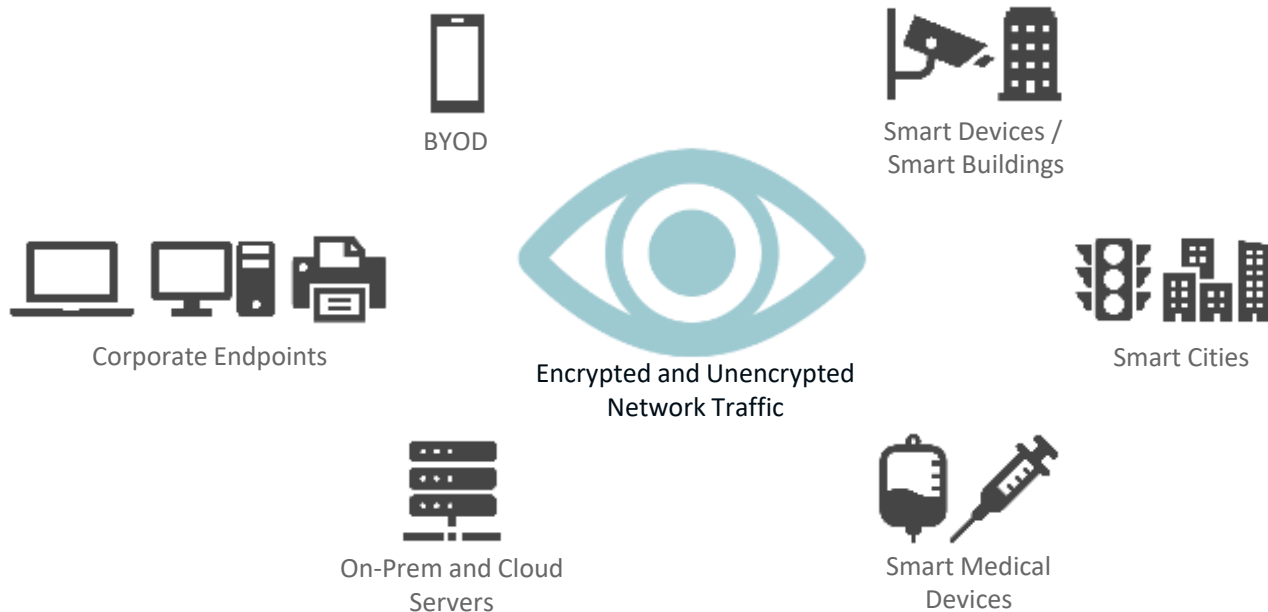 BYOD
Smart Devices /
Smart Buildings
Corporate Endpoints
Encrypted and Unencrypted
Network Traffic
Smart Cities
On-Prem and Cloud
Servers
Smart Medical
Devices